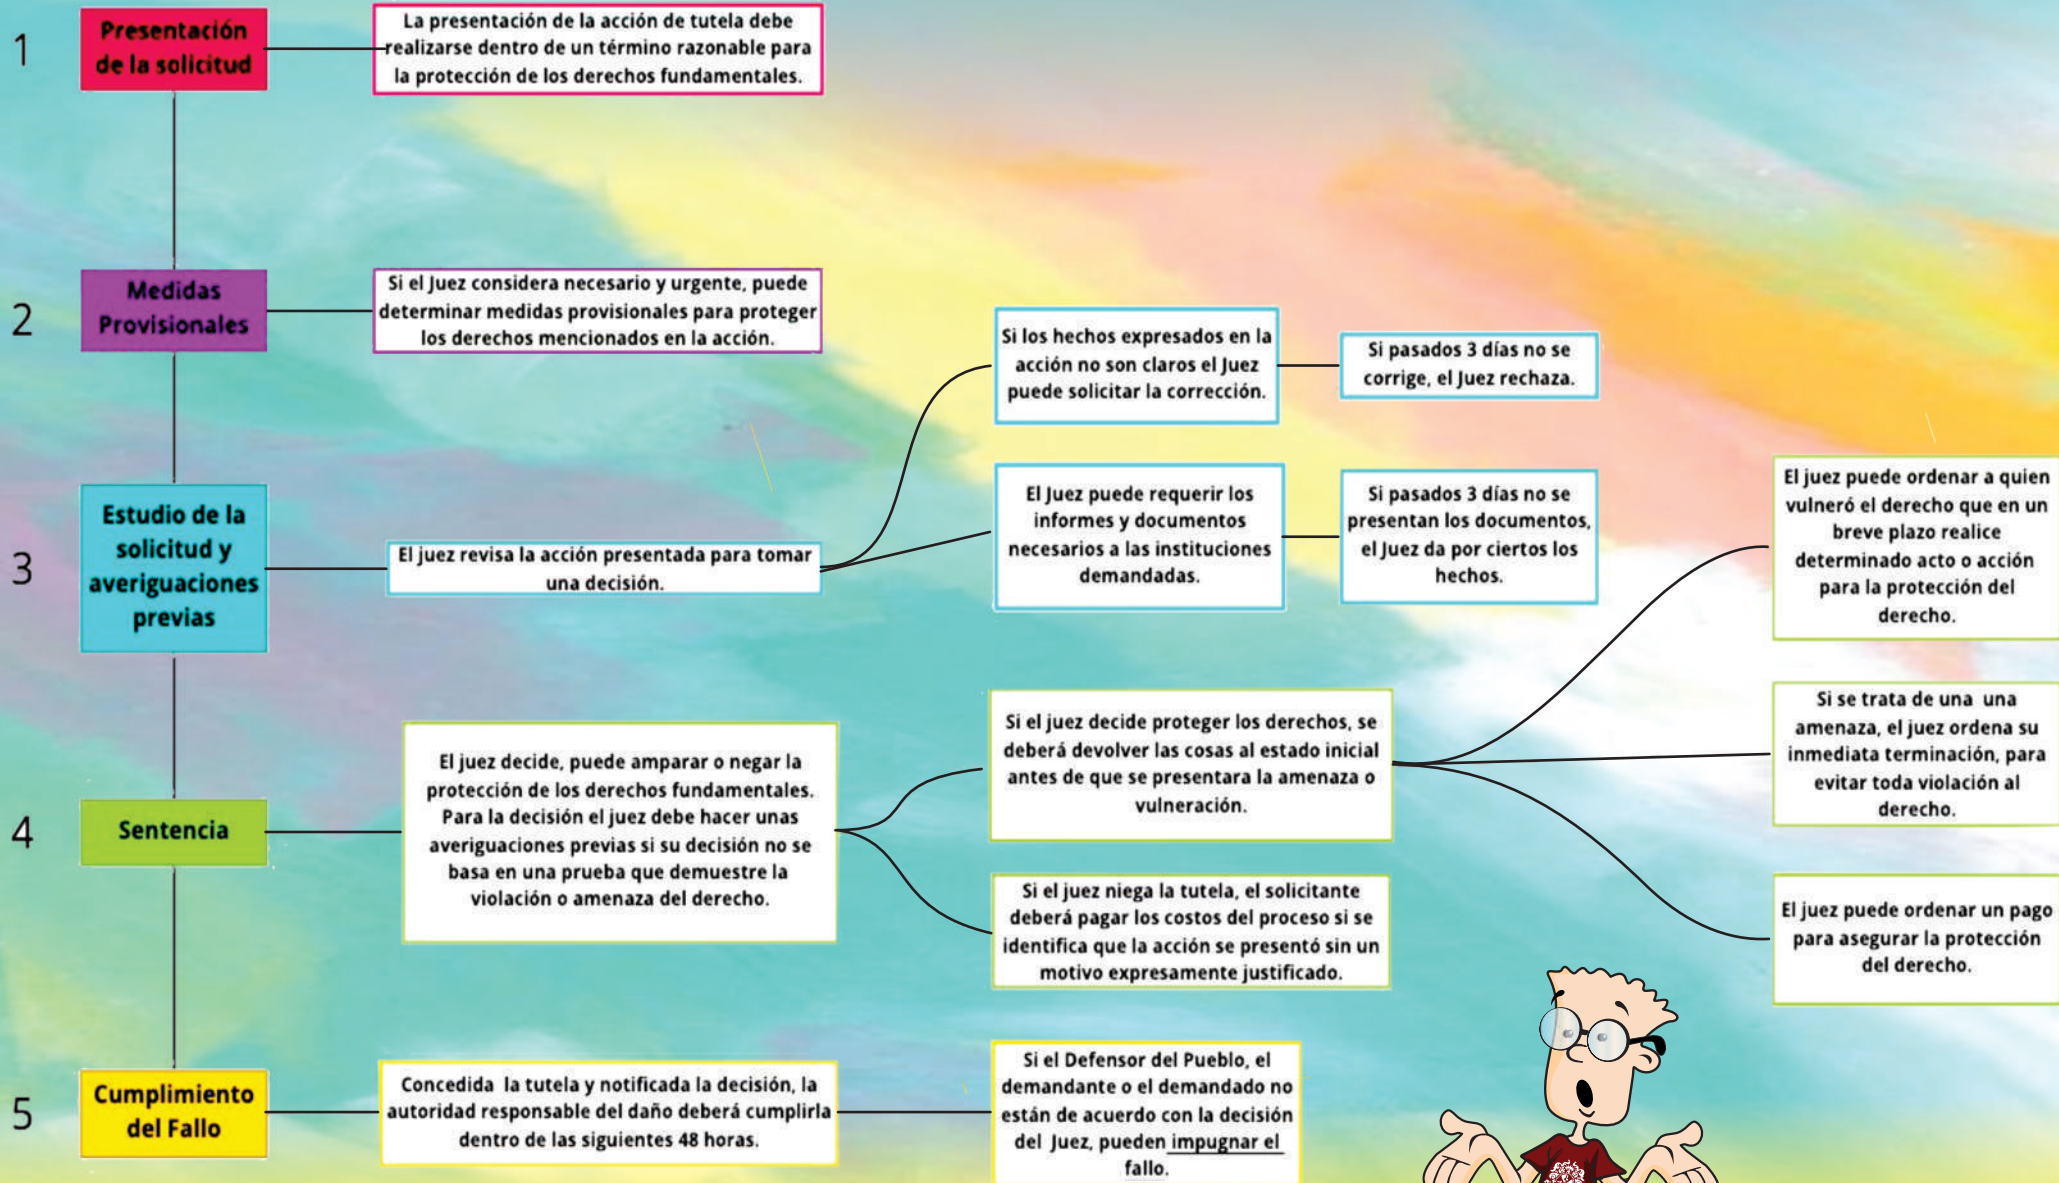 1
Presentación
de la solicitud
La presentación de la acción de tutela debe
realizarse dentro de un término razonable para
la protección de los derechos fundamentales.
2
Medidas
Provisionales
Si el Juez considera necesario y urgente, puede
determinar medidas provisionales para proteger
los derechos mencionados en la acción.
3
Estudio de la
solicitud y
averiguaciones
previas
El juez revisa la acción presentada para tomar
una decisión.
Si los hechos expresados en la
acción no son claros el Juez
puede solicitar la corrección.
Si pasados 3 días no se
corrige, el Juez rechaza.
El Juez puede requerir los
informes y documentos
necesarios a las instituciones
demandadas.
Si pasados 3 días no se
presentan los documentos,
el Juez da por ciertos los
hechos.
4
Sentencia
El juez decide, puede amparar o negar la
protección de los derechos fundamentales.
Para la decisión el juez debe hacer unas
averiguaciones previas si su decisión no se
basa en una prueba que demuestre la
violación o amenaza del derecho.
Si el juez decide proteger los derechos, se
deberá devolver las cosas al estado inicial
antes de que se presentara la amenaza o
vulneración.
El juez puede ordenar a quien
vulneró el derecho que en un
breve plazo realice
determinado acto o acción
para la protección del
derecho.
Si se trata de una una
amenaza, el juez ordena su
inmediata terminación, para
evitar toda violación al
derecho.
El juez puede ordenar un pago
para asegurar la protección
del derecho.
Si el juez niega la tutela, el solicitante
deberá pagar los costos del proceso si se
identifica que la acción se presentó sin un
motivo expresamente justificado.
5
Cumplimiento
del Fallo
Concedida la tutela y notificada la decisión, la
autoridad responsable del daño deberá cumplirla
dentro de las siguientes 48 horas.
Si el Defensor del Pueblo, el
demandante o el demandado no
están de acuerdo con la decisión
del Juez, pueden impugnar el
fallo.